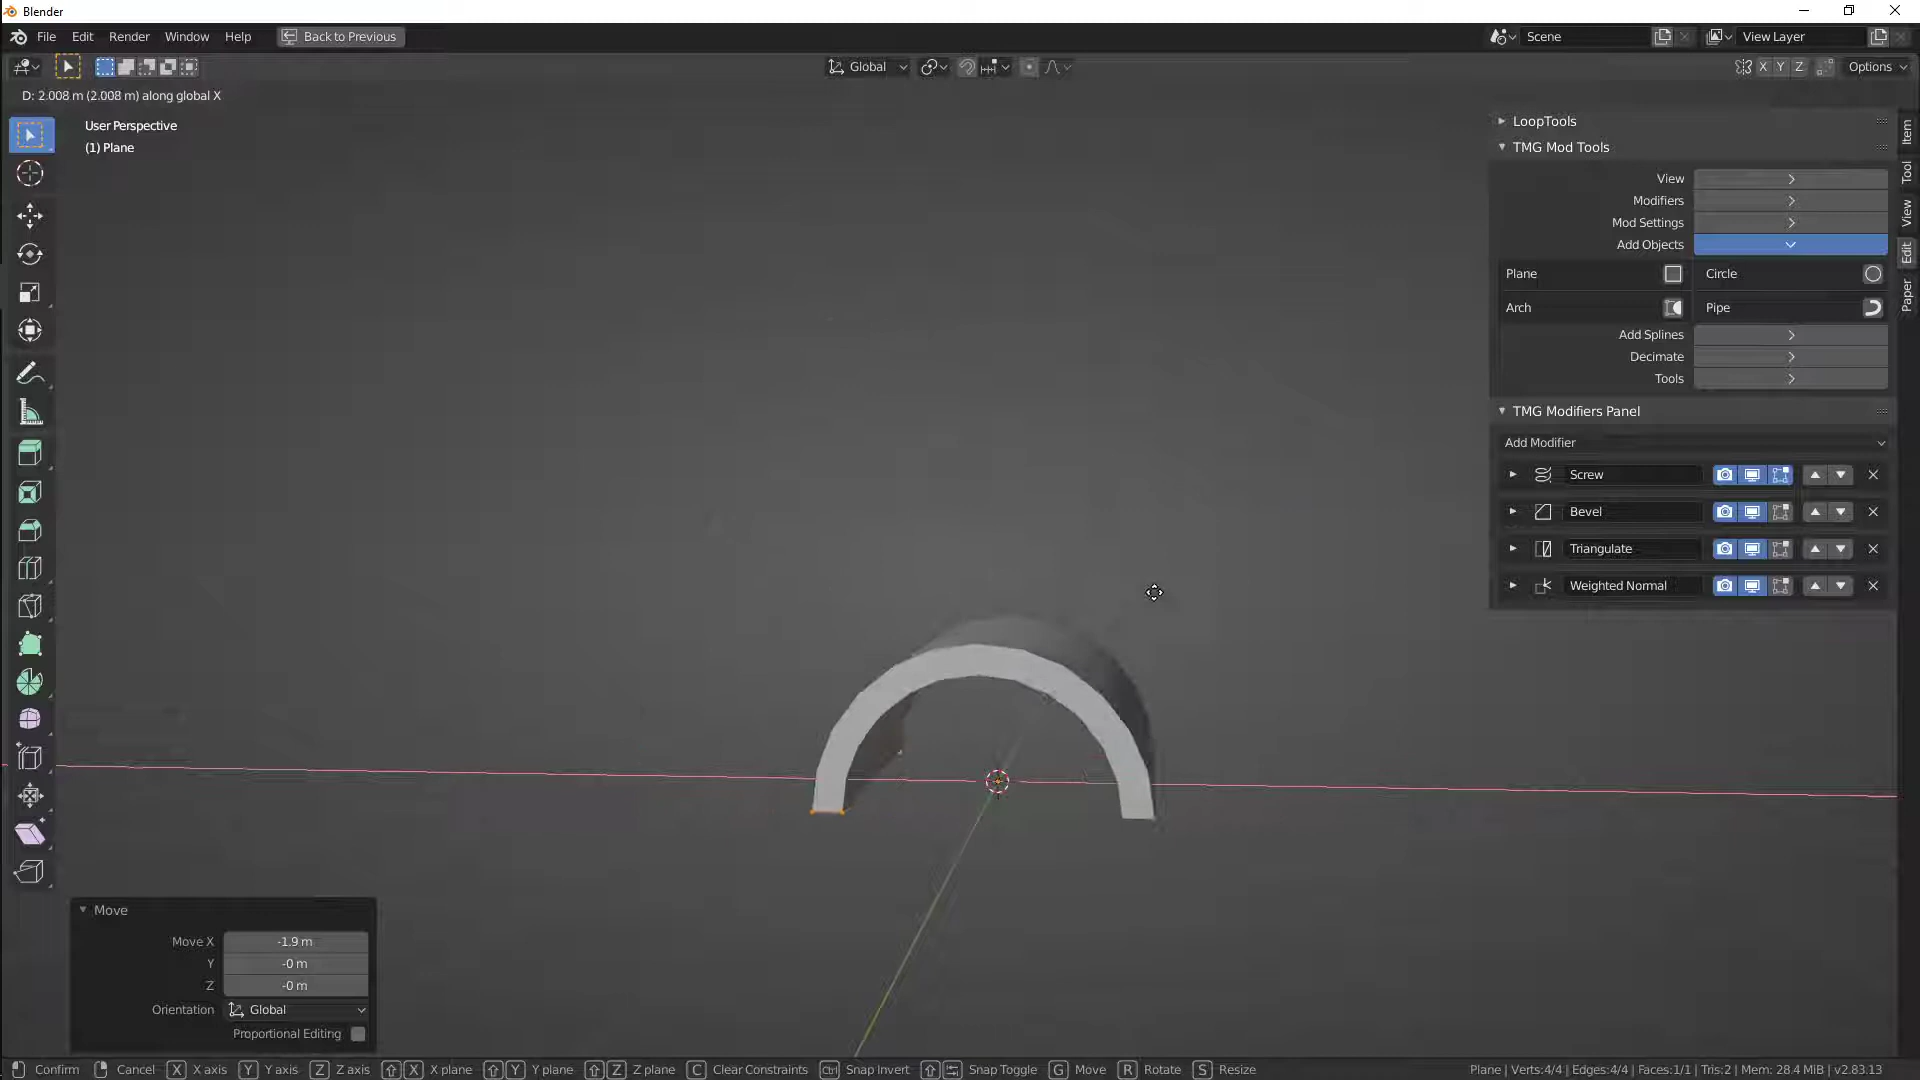 Blender
File Edit Render Window Help Back to Previous Scene View Layer
Global X Y Z Options
D: 2.008 m (2.008 m) along global X
User Perspective
(1) Plane
LoopTools
TMG Mod Tools
View
Modifiers
Mod Settings
Add Objects
Plane Circle
Arch Pipe
Add Splines
Decimate
Tools
TMG Modifiers Panel
Add Modifier
Screw
Bevel
Triangulate
Weighted Normal
Item
Tool
View
Edit
Paper
Move
Move X -1.9 m
Y -0 m
Z -0 m
Orientation Global
Proportional Editing
Confirm Cancel X X axis Y Y axis Z Z axis X X plane Y Y plane Z Z plane C Clear Constraints Ctrl Snap Invert Snap Toggle G Move R Rotate S Resize Plane | Verts:4/4 | Edges:4/4 | Faces:1/1 | Tris:2 | Mem: 28.4 MiB | v2.83.13